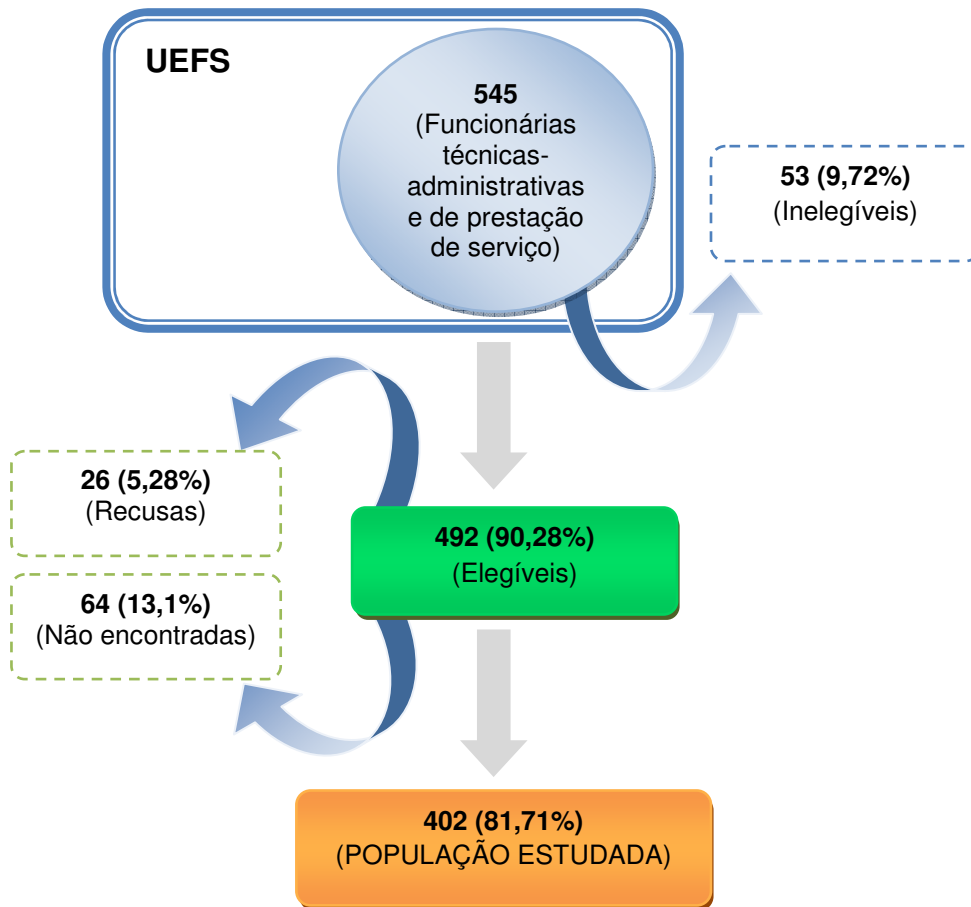 UEFS
545
(Funcionárias
técnicas-
administrativas
e de prestação
de serviço)
53 (9,72%)
(Inelegíveis)
26 (5,28%)
(Recusas)
492 (90,28%)
(Elegíveis)
64 (13,1%)
(Não encontradas)
402 (81,71%)
(POPULAÇÃO ESTUDADA)